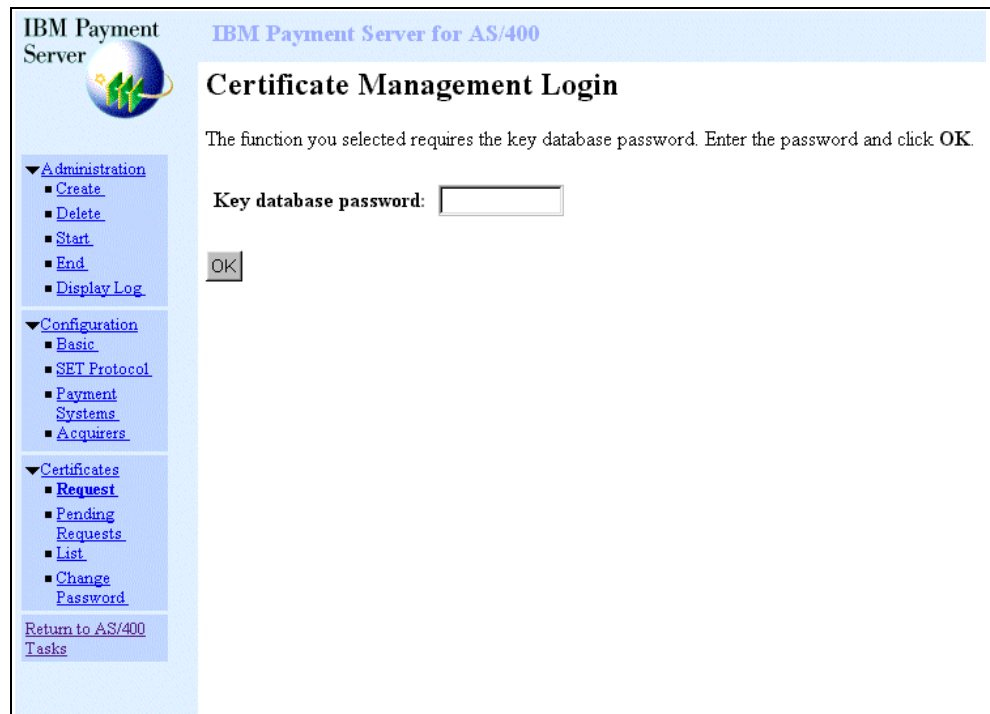 IBM Payment
Server
IBM Payment Server for AS/400
Certificate Management Login
The function you selected requires the key database password. Enter the password and click OK.
Key database password:
OK
Administration
Create
Delete
Start
End
Display Log
Configuration
Basic
SET Protocol
Payment
Systems
Acquirers
Certificates
Request
Pending
Requests
List
Change
Password
Return to AS/400
Tasks